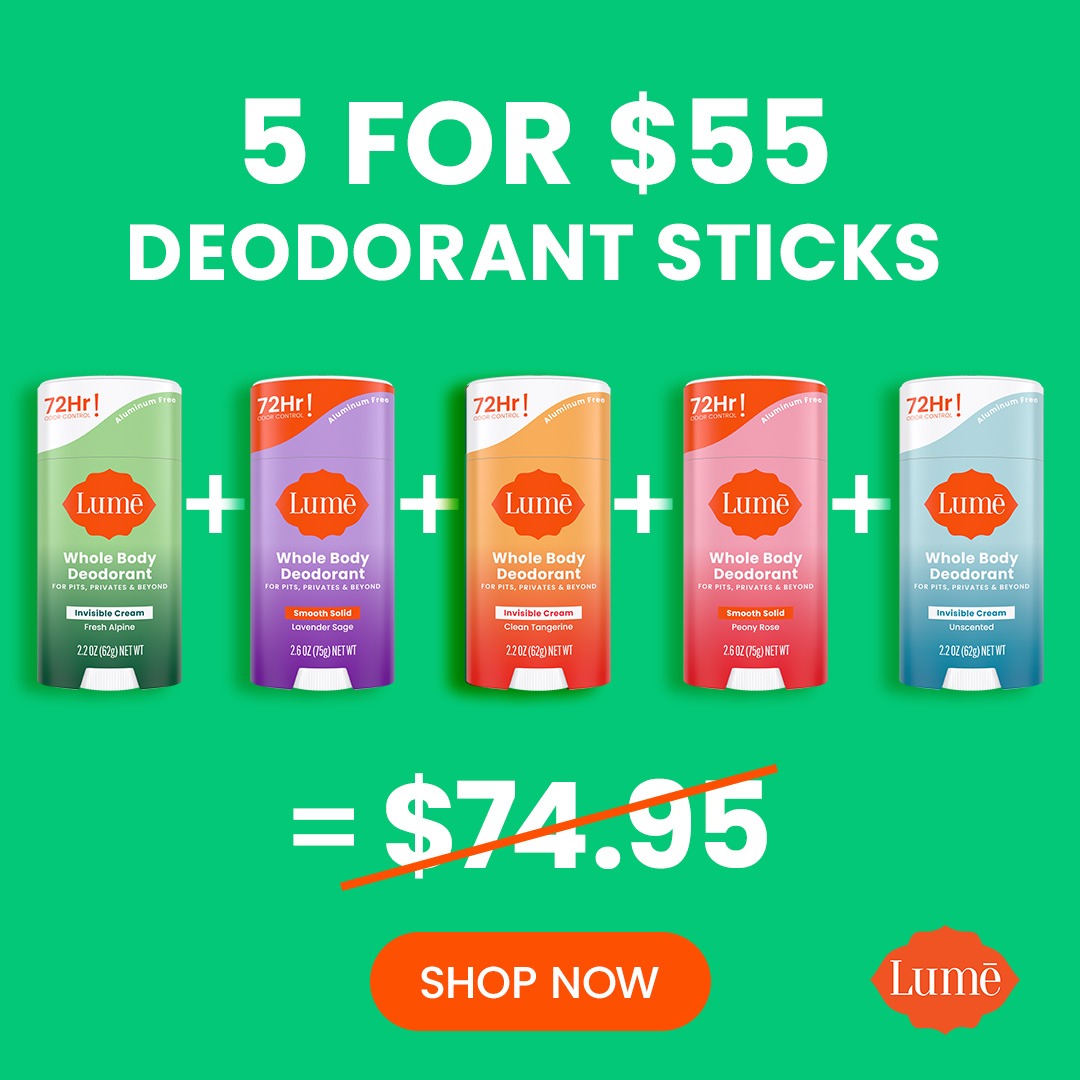 5 FOR $55
DEODORANT STICKS
72Hr!
ODOR CONTROL
Aluminum Free
Lumē
Whole Body
Deodorant
FOR PITS, PRIVATES & BEYOND
Invisible Cream
Fresh Alpine
2.2 OZ (62g) NET WT
+
72Hr!
ODOR CONTROL
Aluminum Free
Lumē
Whole Body
Deodorant
FOR PITS, PRIVATES & BEYOND
Smooth Solid
Lavender Sage
2.6 OZ (75g) NET WT
+
72Hr!
ODOR CONTROL
Aluminum Free
Lumē
Whole Body
Deodorant
FOR PITS, PRIVATES & BEYOND
Invisible Cream
Clean Tangerine
2.2 OZ (62g) NET WT
+
72Hr!
ODOR CONTROL
Aluminum Free
Lumē
Whole Body
Deodorant
FOR PITS, PRIVATES & BEYOND
Smooth Solid
Peony Rose
2.6 OZ (75g) NET WT
+
72Hr!
ODOR CONTROL
Aluminum Free
Lumē
Whole Body
Deodorant
FOR PITS, PRIVATES & BEYOND
Invisible Cream
Unscented
2.2 OZ (62g) NET WT
= $74.95
SHOP NOW
Lumē